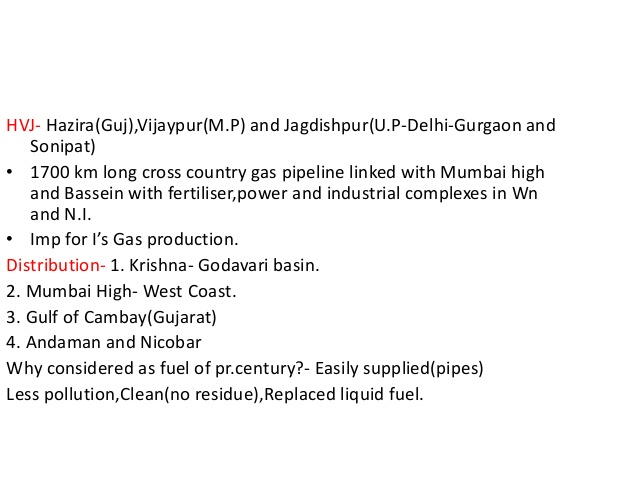 HVJ- Hazira(Guj),Vijaypur(M.P) and Jagdishpur(U.P-Delhi-Gurgaon and
Sonipat)
• 1700 km long cross country gas pipeline linked with Mumbai high
and Bassein with fertiliser,power and industrial complexes in Wn
and N.I.
• Imp for I’s Gas production.
Distribution- 1. Krishna- Godavari basin.
2. Mumbai High- West Coast.
3. Gulf of Cambay(Gujarat)
4. Andaman and Nicobar
Why considered as fuel of pr.century?- Easily supplied(pipes)
Less pollution,Clean(no residue),Replaced liquid fuel.